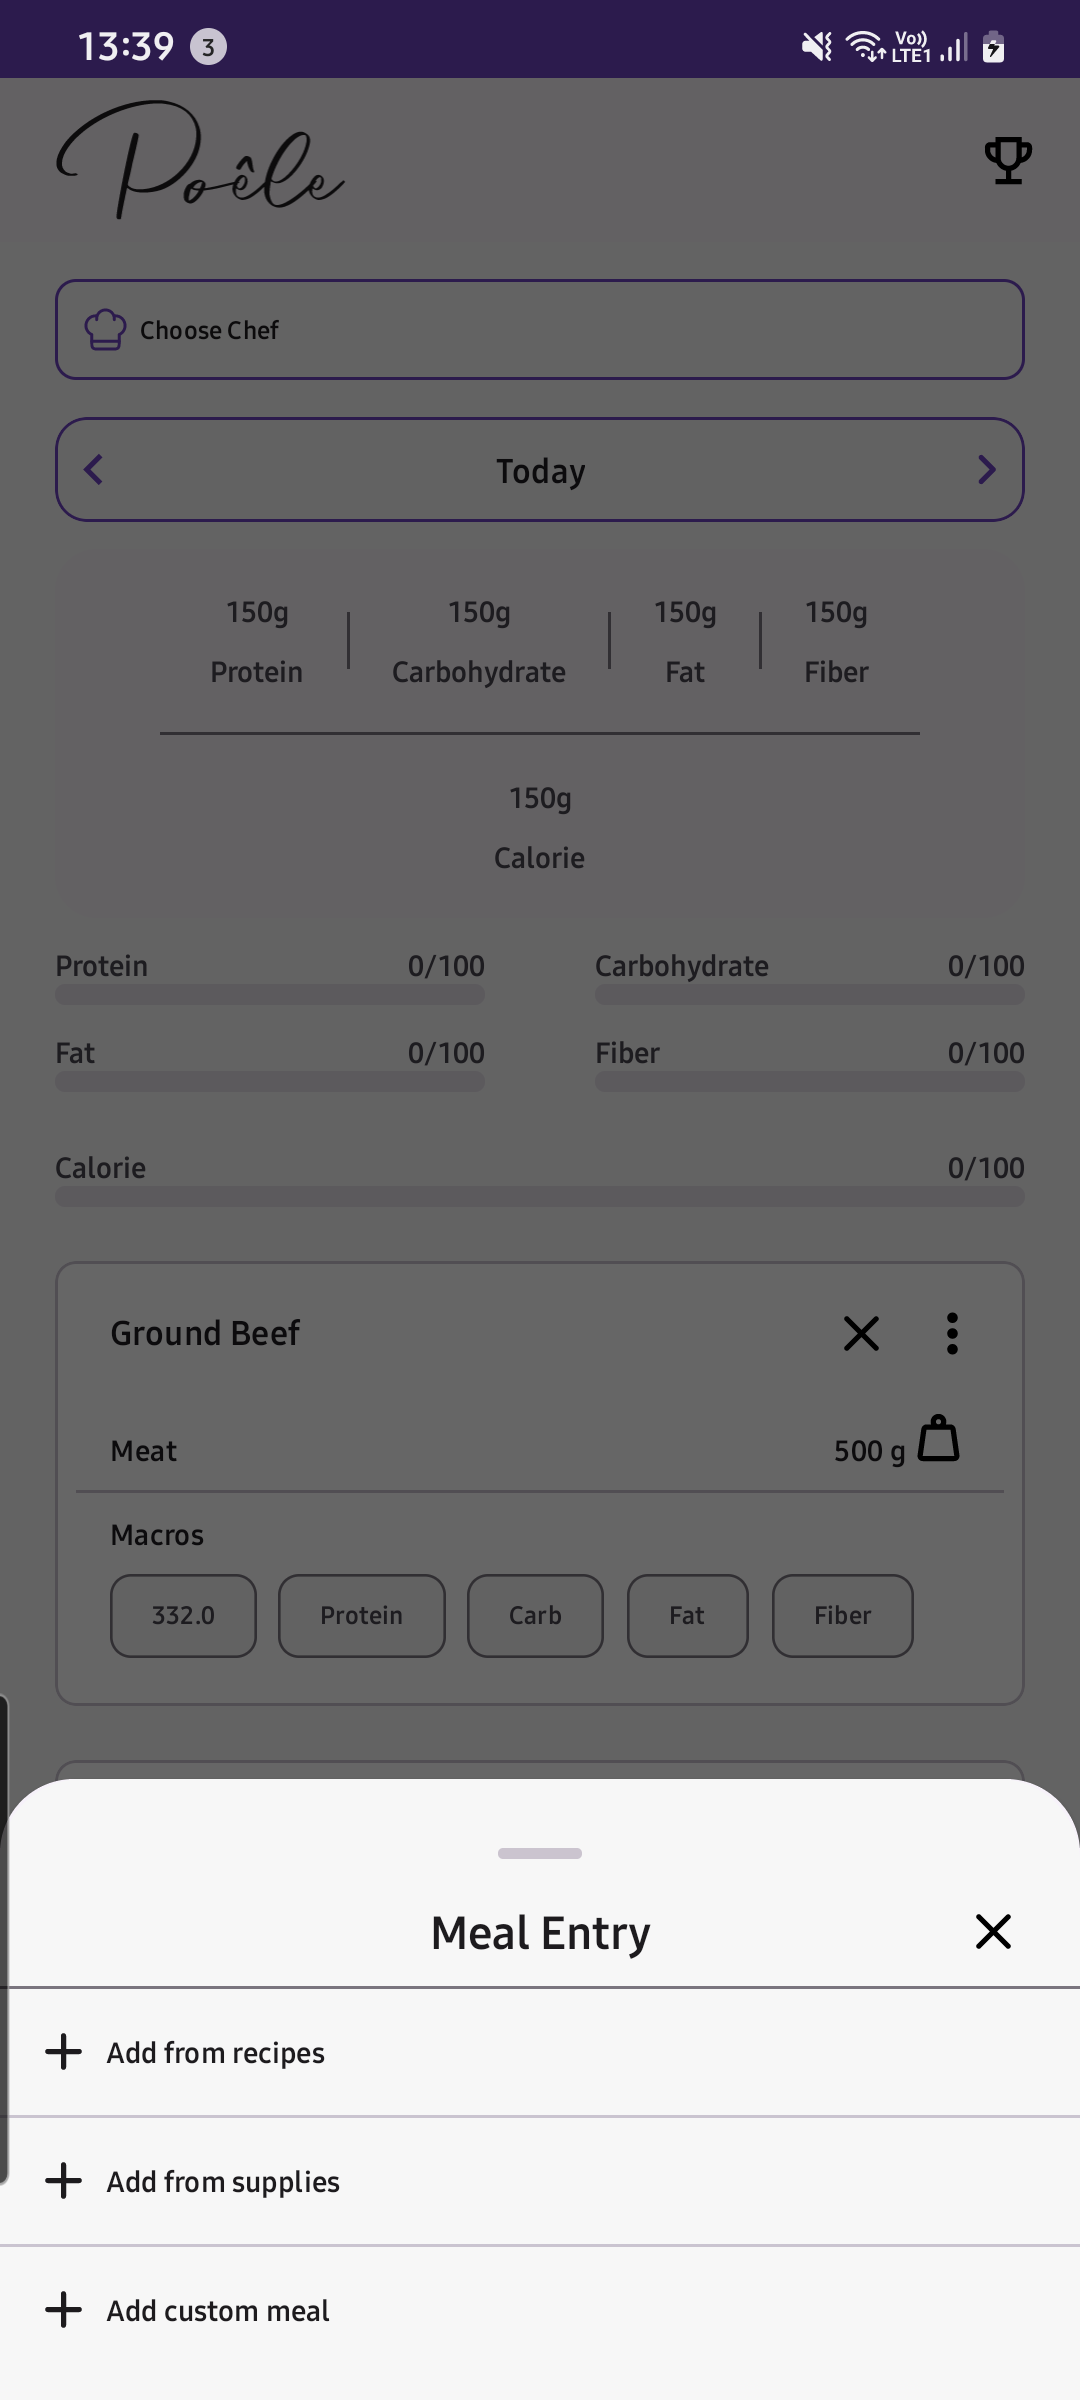 13:39 3 Vo)) LTE1
Poêle
Choose Chef
Today
150g 150g 150g 150g
Protein Carbohydrate Fat Fiber
150g
Calorie
Protein 0/100 Carbohydrate 0/100
Fat 0/100 Fiber 0/100
Calorie 0/100
Ground Beef
Meat 500 g
Macros
332.0 Protein Carb Fat Fiber
Meal Entry
Add from recipes
Add from supplies
Add custom meal